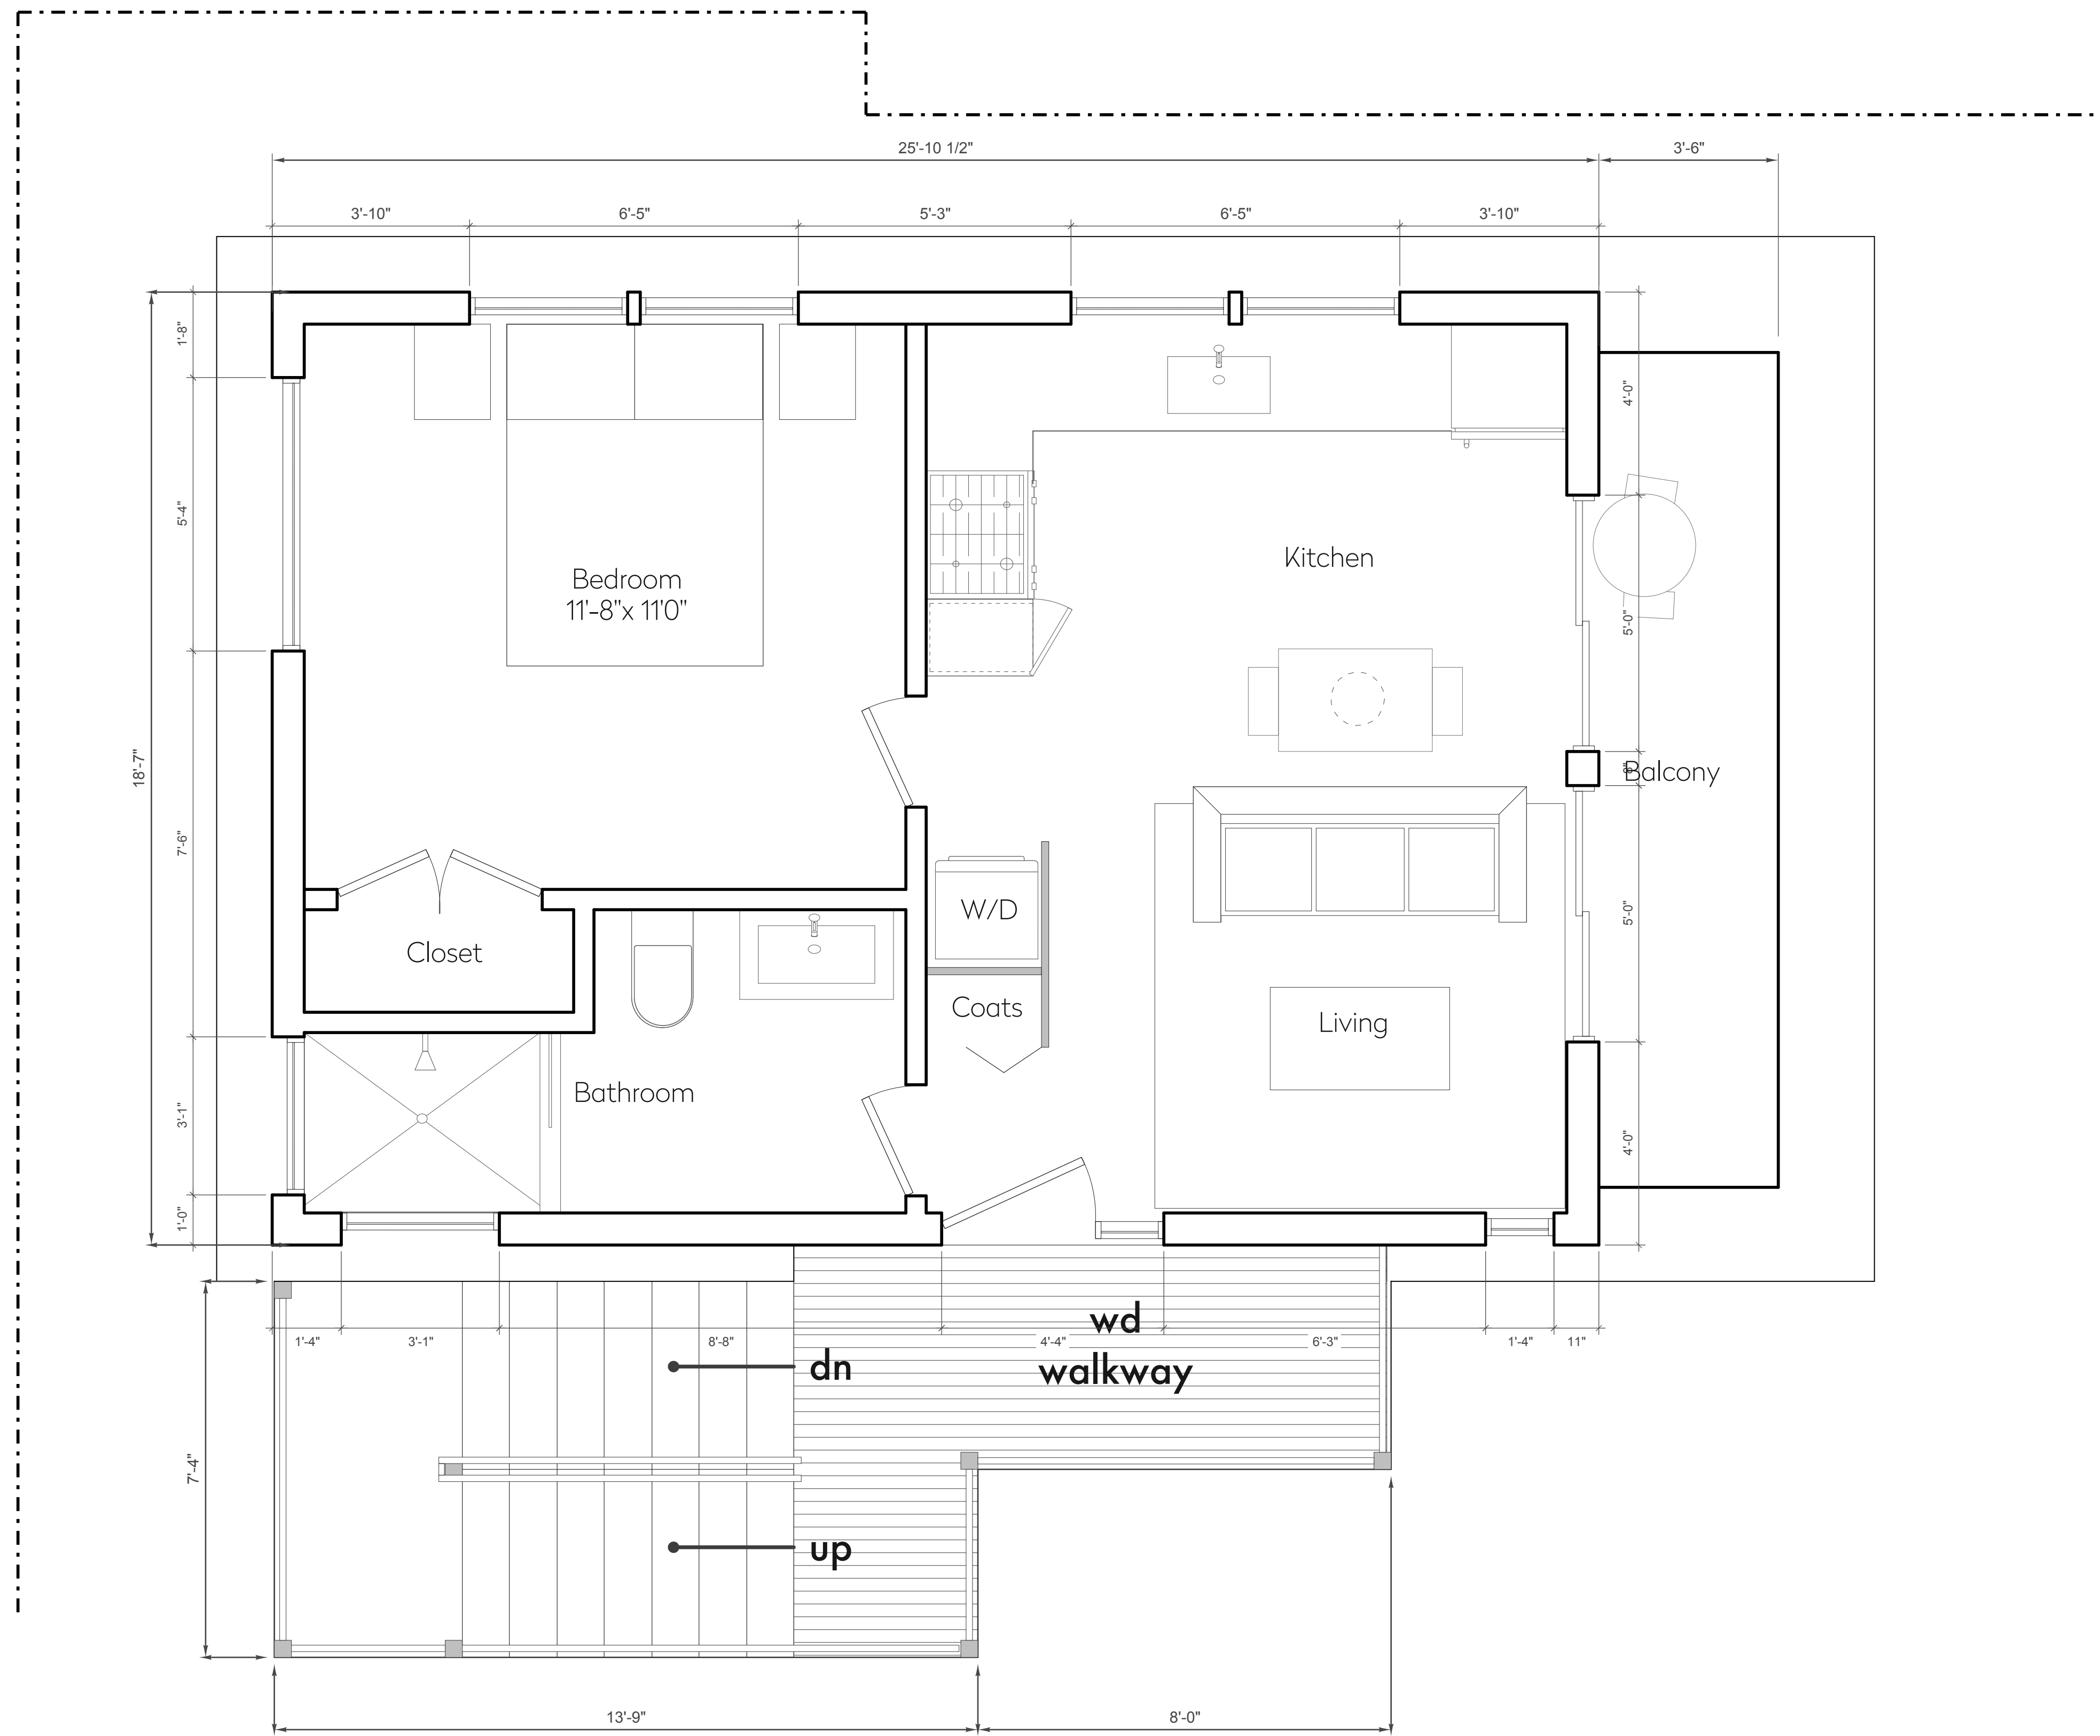 25'-10 1/2"
3'-6"
3'-10"
6'-5"
5'-3"
6'-5"
3'-10"
1'-8"
5'-4"
18'-7"
7'-6"
3'-1"
1'-0"
4'-0"
5'-0"
8"
5'-0"
4'-0"
Bedroom
11'-8"x 11'0"
Kitchen
Balcony
W/D
Closet
Coats
Living
Bathroom
wd
walkway
1'-4"
3'-1"
8'-8"
4'-4"
6'-3"
1'-4"
11"
dn
up
7'-4"
13'-9"
8'-0"